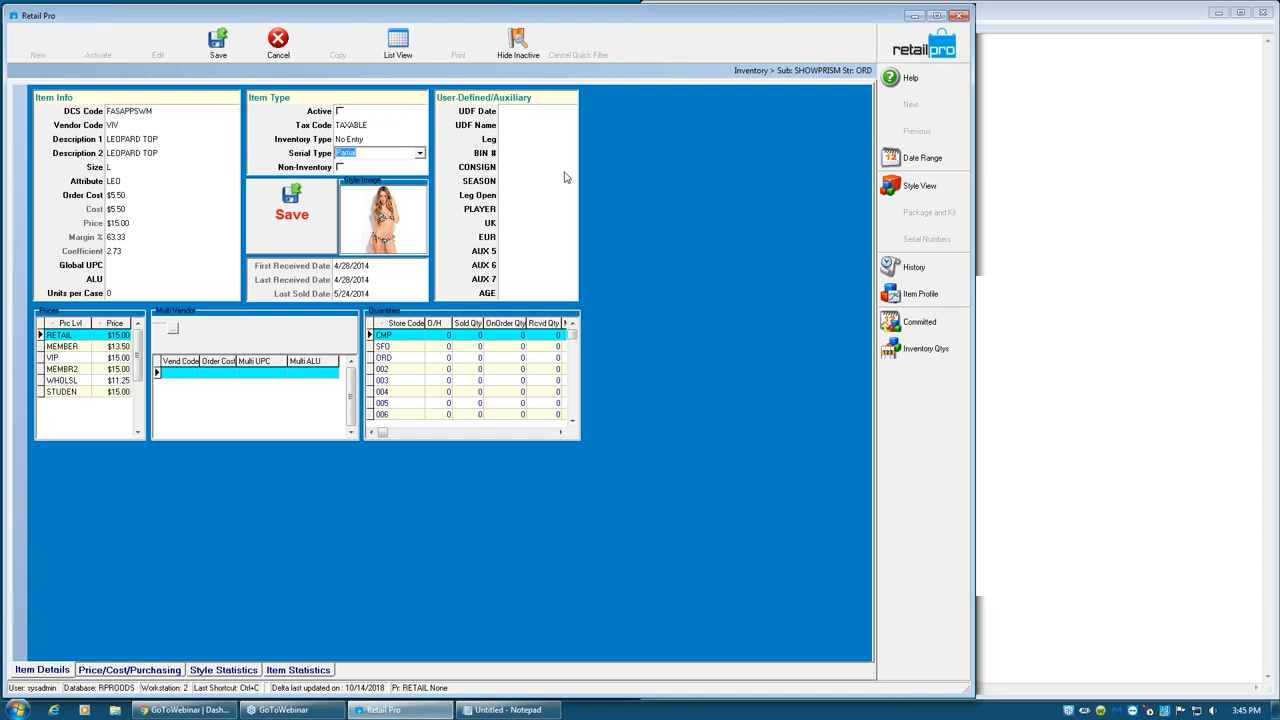 Retail Pro
New Activate Edit Save Cancel Copy List View Print Hide Inactive Cancel Quick Filter
retailpro
Inventory > Sub: SHOWPRISM Str: ORD
Item Info
DCS Code FASAPPSWM
Vendor Code VIV
Description 1 LEOPARD TOP
Description 2 LEOPARD TOP
Size L
Attribute LEO
Order Cost $5.50
Cost $5.50
Price $15.00
Margin % 63.33
Coefficient 2.73
Global UPC
ALU
Units per Case 0
Item Type
Active
Tax Code TAXABLE
Inventory Type No Entry
Serial Type Partial
Non-Inventory
Save
Style Image
First Received Date 4/28/2014
Last Received Date 4/28/2014
Last Sold Date 5/24/2014
User-Defined/Auxiliary
UDF Date
UDF Name
Leg
BIN #
CONSIGN
SEASON
Leg Open
PLAYER
UK
EUR
AUX 5
AUX 6
AUX 7
AGE
Help
Next
Previous
12 Date Range
Style View
Package and Kit
Serial Numbers
History
Item Profile
Committed
Inventory Qtys
Prices
Prc Lvl Price
RETAIL $15.00
MEMBER $13.50
VIP $15.00
MEMBR2 $15.00
WHOLSL $11.25
STUDEN $15.00
Multi Vendor
...
Vend Code Order Cost Multi UPC Multi ALU
Quantities
Store Code O/H Sold Qty OnOrder Qty Rcvd Qty
CMP 0 0 0 0
SFO 0 0 0 0
ORD 0 0 0 0
002 0 0 0 0
003 0 0 0 0
004 0 0 0 0
005 0 0 0 0
006 0 0 0 0
Item Details Price/Cost/Purchasing Style Statistics Item Statistics
User: sysadmin Database: RPROODS Workstation: 2 Last Shortcut: Ctrl+C Delta last updated on : 10/14/2018 Pr: RETAIL None
GoToWebinar | Dash... GoToWebinar Retail Pro Untitled - Notepad 3:45 PM